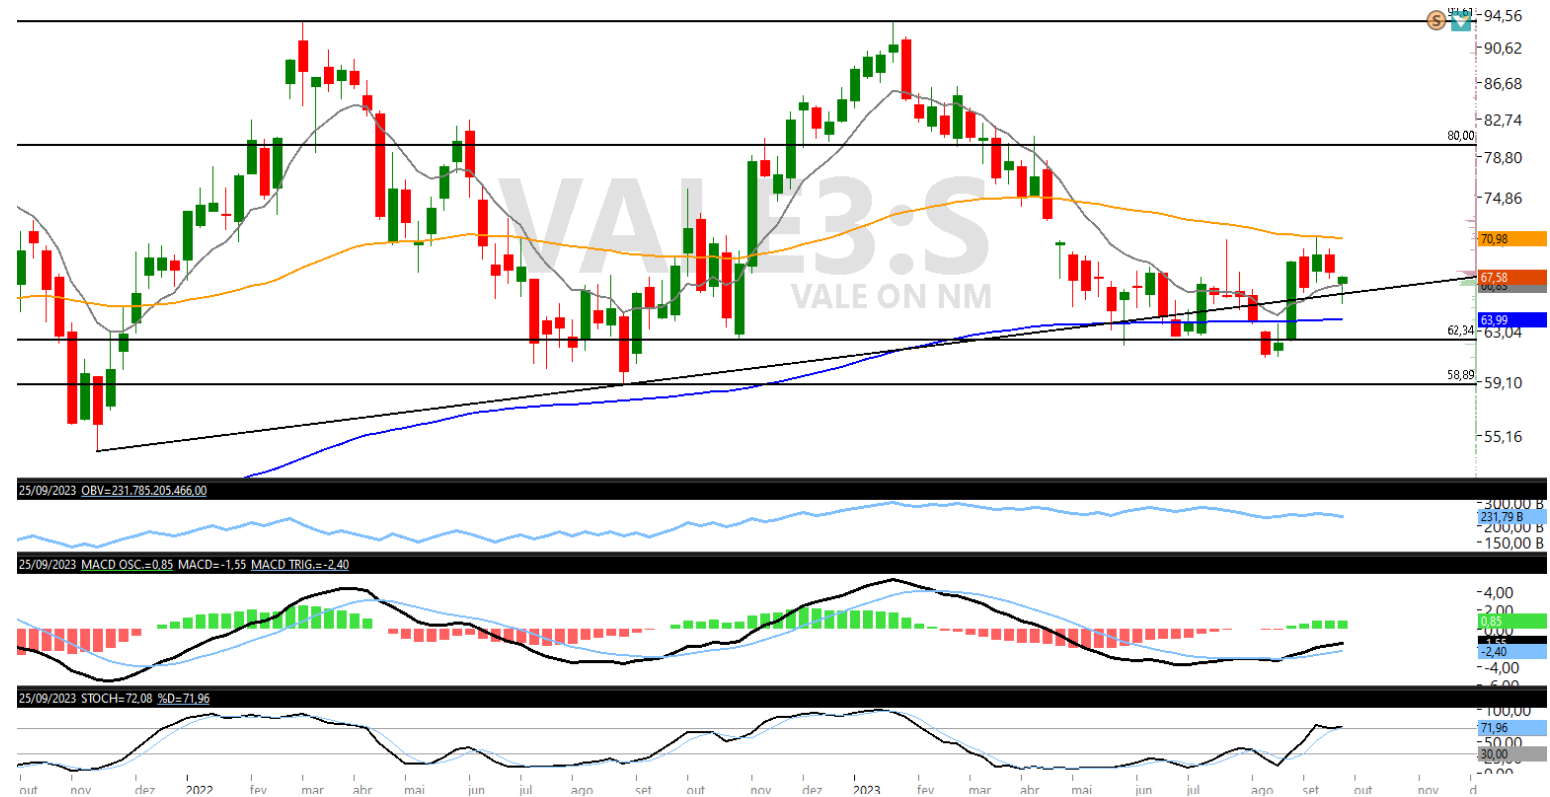 94,56
90,62
86,68
82,74
80,00
78,80
VALE3:S
74,86
70,98
VALE ON NM
67,58
63,99
62,34
63,04
58,89
59,10
55,16
25/09/2023 OBV=231.785.205.466,00
300,00 B
231,79 B
200,00 B
150,00 B
25/09/2023 MACD OSC.=0,85 MACD=-1,55 MACD TRIG.=-2,40
4,00
2,00
0,85
0,00
-1,55
-2,40
-4,00
25/09/2023 STOCH=72,08 %D=71,96
100,00
71,96
50,00
30,00
out nov dez 2022 fev mar abr mai jun jul ago set out nov dez 2023 fev mar abr mai jun jul ago set out nov d